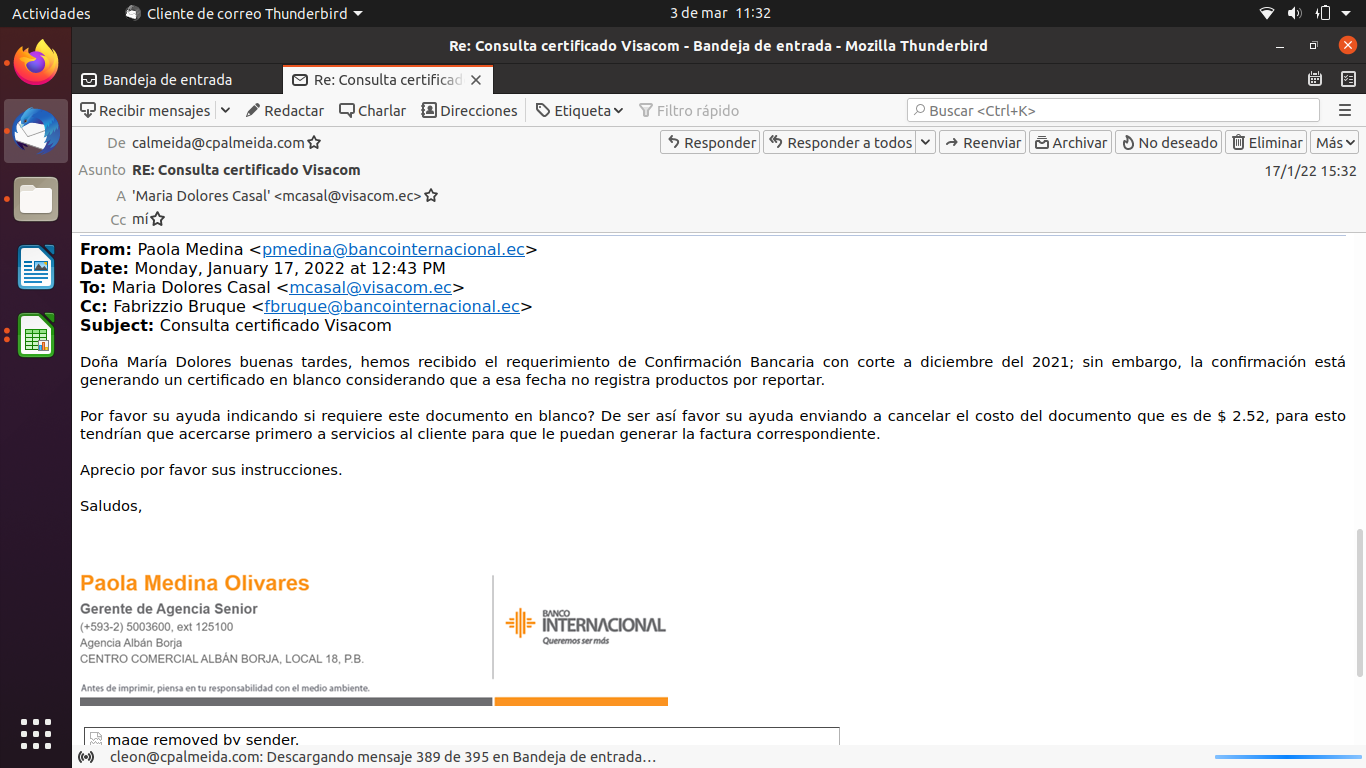 Actividades
Cliente de correo Thunderbird
3 de mar 11:32
Re: Consulta certificado Visacom - Bandeja de entrada - Mozilla Thunderbird
Bandeja de entrada
Re: Consulta certificad
Recibir mensajes
Redactar
Charlar
Direcciones
Etiqueta
Filtro rápido
Buscar <Ctrl+K>
De calmeida@cpalmeida.com
Responder
Responder a todos
Reenviar
Archivar
No deseado
Eliminar
Más
Asunto RE: Consulta certificado Visacom
17/1/22 15:32
A 'Maria Dolores Casal' <mcasal@visacom.ec>
Cc mí
From: Paola Medina <pmedina@bancointernacional.ec>
Date: Monday, January 17, 2022 at 12:43 PM
To: Maria Dolores Casal <mcasal@visacom.ec>
Cc: Fabrizzio Bruque <fbruque@bancointernacional.ec>
Subject: Consulta certificado Visacom
Doña María Dolores buenas tardes, hemos recibido el requerimiento de Confirmación Bancaria con corte a diciembre del 2021; sin embargo, la confirmación está
generando un certificado en blanco considerando que a esa fecha no registra productos por reportar.
Por favor su ayuda indicando si requiere este documento en blanco? De ser así favor su ayuda enviando a cancelar el costo del documento que es de $ 2.52, para esto
tendrían que acercarse primero a servicios al cliente para que le puedan generar la factura correspondiente.
Aprecio por favor sus instrucciones.
Saludos,
Paola Medina Olivares
Gerente de Agencia Senior
(+593-2) 5003600, ext 125100
Agencia Albán Borja
CENTRO COMERCIAL ALBÁN BORJA, LOCAL 18, P.B.
BANCO
INTERNACIONAL
Queremos ser más
Antes de imprimir, piensa en tu responsabilidad con el medio ambiente.
mage removed by sender.
cleon@cpalmeida.com: Descargando mensaje 389 de 395 en Bandeja de entrada…